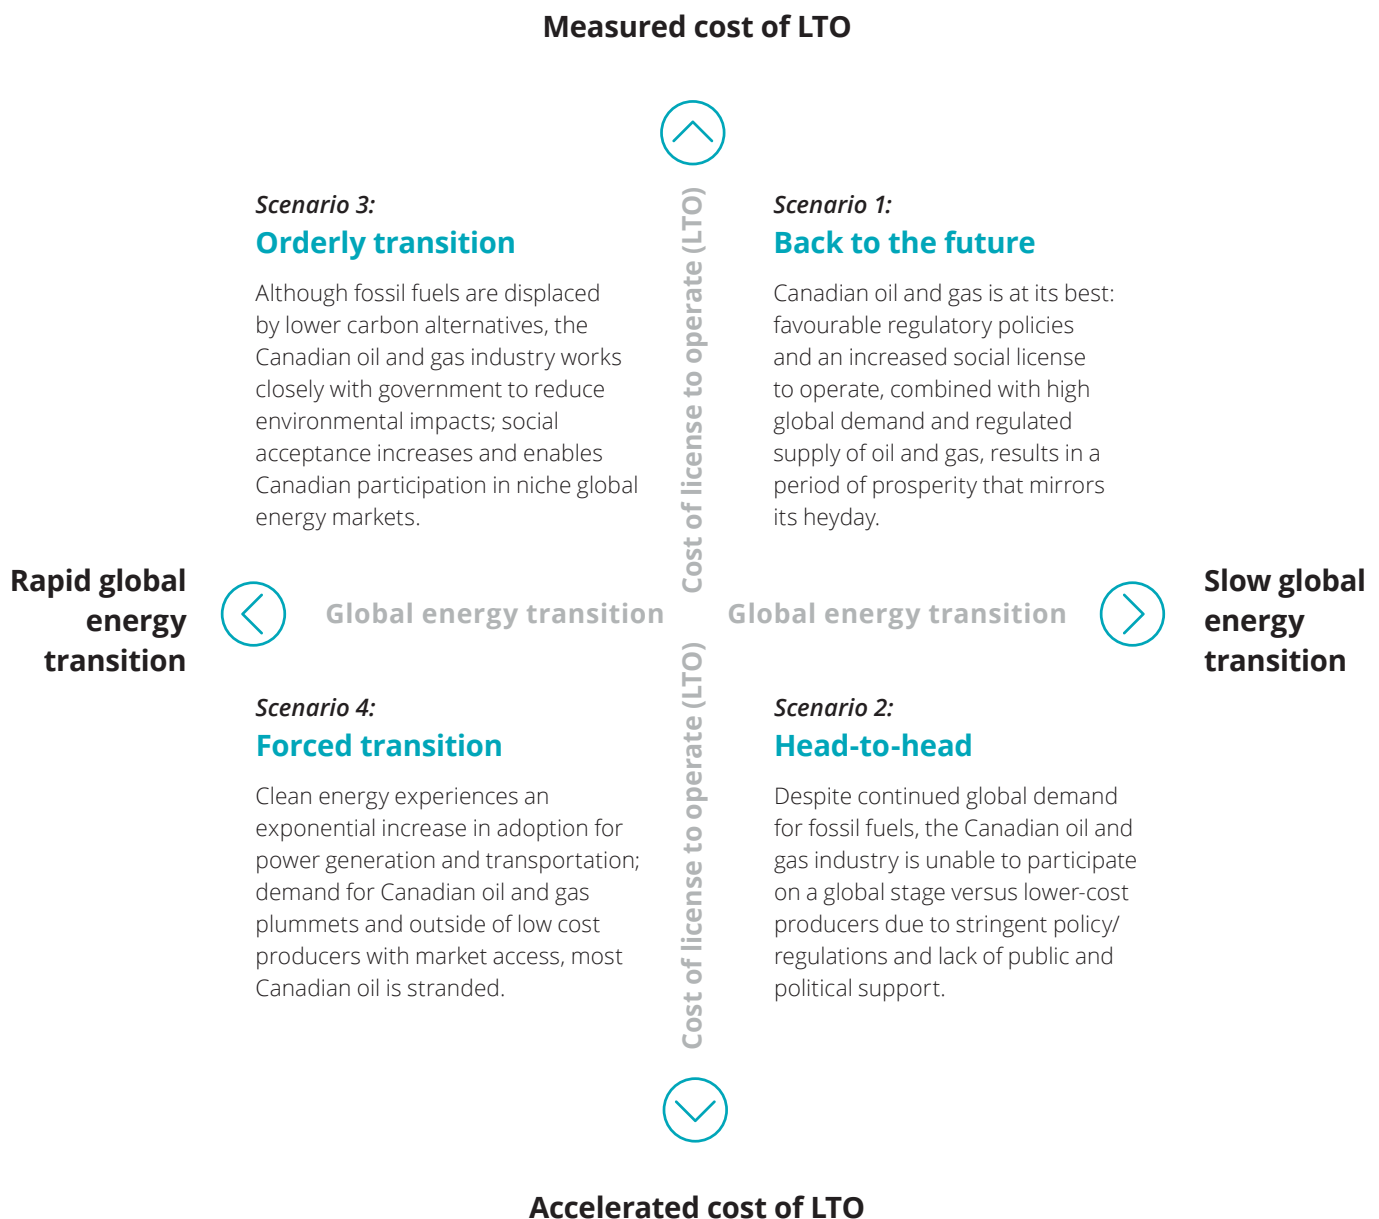 Measured cost of LTO
Scenario 3:
Orderly transition
Although fossil fuels are displaced
by lower carbon alternatives, the
Canadian oil and gas industry works
closely with government to reduce
environmental impacts; social
acceptance increases and enables
Canadian participation in niche global
energy markets.
Cost of license to operate (LTO)
Scenario 1:
Back to the future
Canadian oil and gas is at its best:
favourable regulatory policies
and an increased social license
to operate, combined with high
global demand and regulated
supply of oil and gas, results in a
period of prosperity that mirrors
its heyday.
Rapid global
energy
transition
Global energy transition
Global energy transition
Slow global
energy
transition
Scenario 4:
Forced transition
Clean energy experiences an
exponential increase in adoption for
power generation and transportation;
demand for Canadian oil and gas
plummets and outside of low cost
producers with market access, most
Canadian oil is stranded.
Cost of license to operate (LTO)
Scenario 2:
Head-to-head
Despite continued global demand
for fossil fuels, the Canadian oil and
gas industry is unable to participate
on a global stage versus lower-cost
producers due to stringent policy/
regulations and lack of public and
political support.
Accelerated cost of LTO